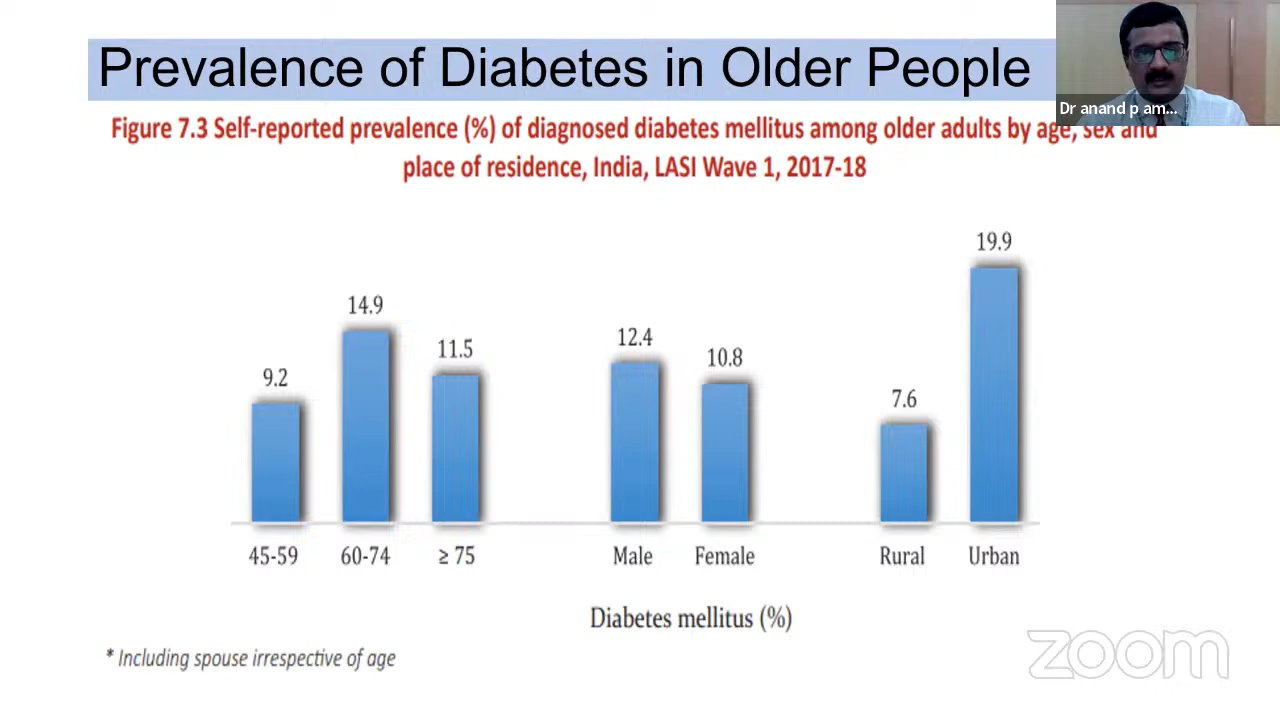 Prevalence of Diabetes in Older People
Dr anand p am...
Figure 7.3 Self-reported prevalence (%) of diagnosed diabetes mellitus among older adults by age, sex and
place of residence, India, LASI Wave 1, 2017-18
19.9
14.9
12.4
11.5
10.8
9.2
7.6
45-59 60-74 ≥ 75 Male Female Rural Urban
Diabetes mellitus (%)
* Including spouse irrespective of age
zoom